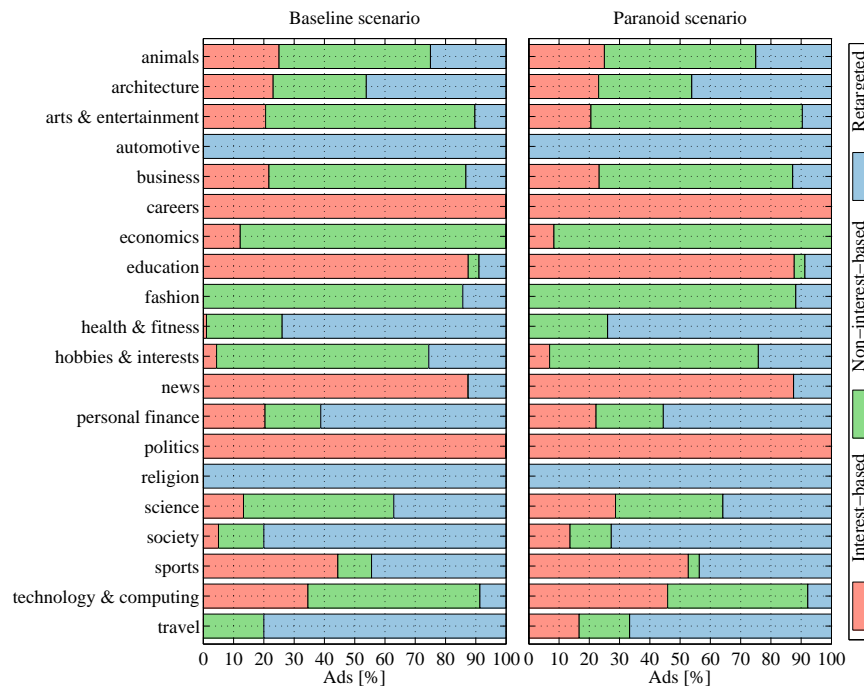 Baseline scenario
Paranoid scenario
animals
architecture
arts & entertainment
automotive
business
careers
economics
education
fashion
health & fitness
hobbies & interests
news
personal finance
politics
religion
science
society
sports
technology & computing
travel
0 10 20 30 40 50 60 70 80 90 100
0 10 20 30 40 50 60 70 80 90 100
Ads [%]
Ads [%]
Interest−based
Non−interest−based
Retargeted